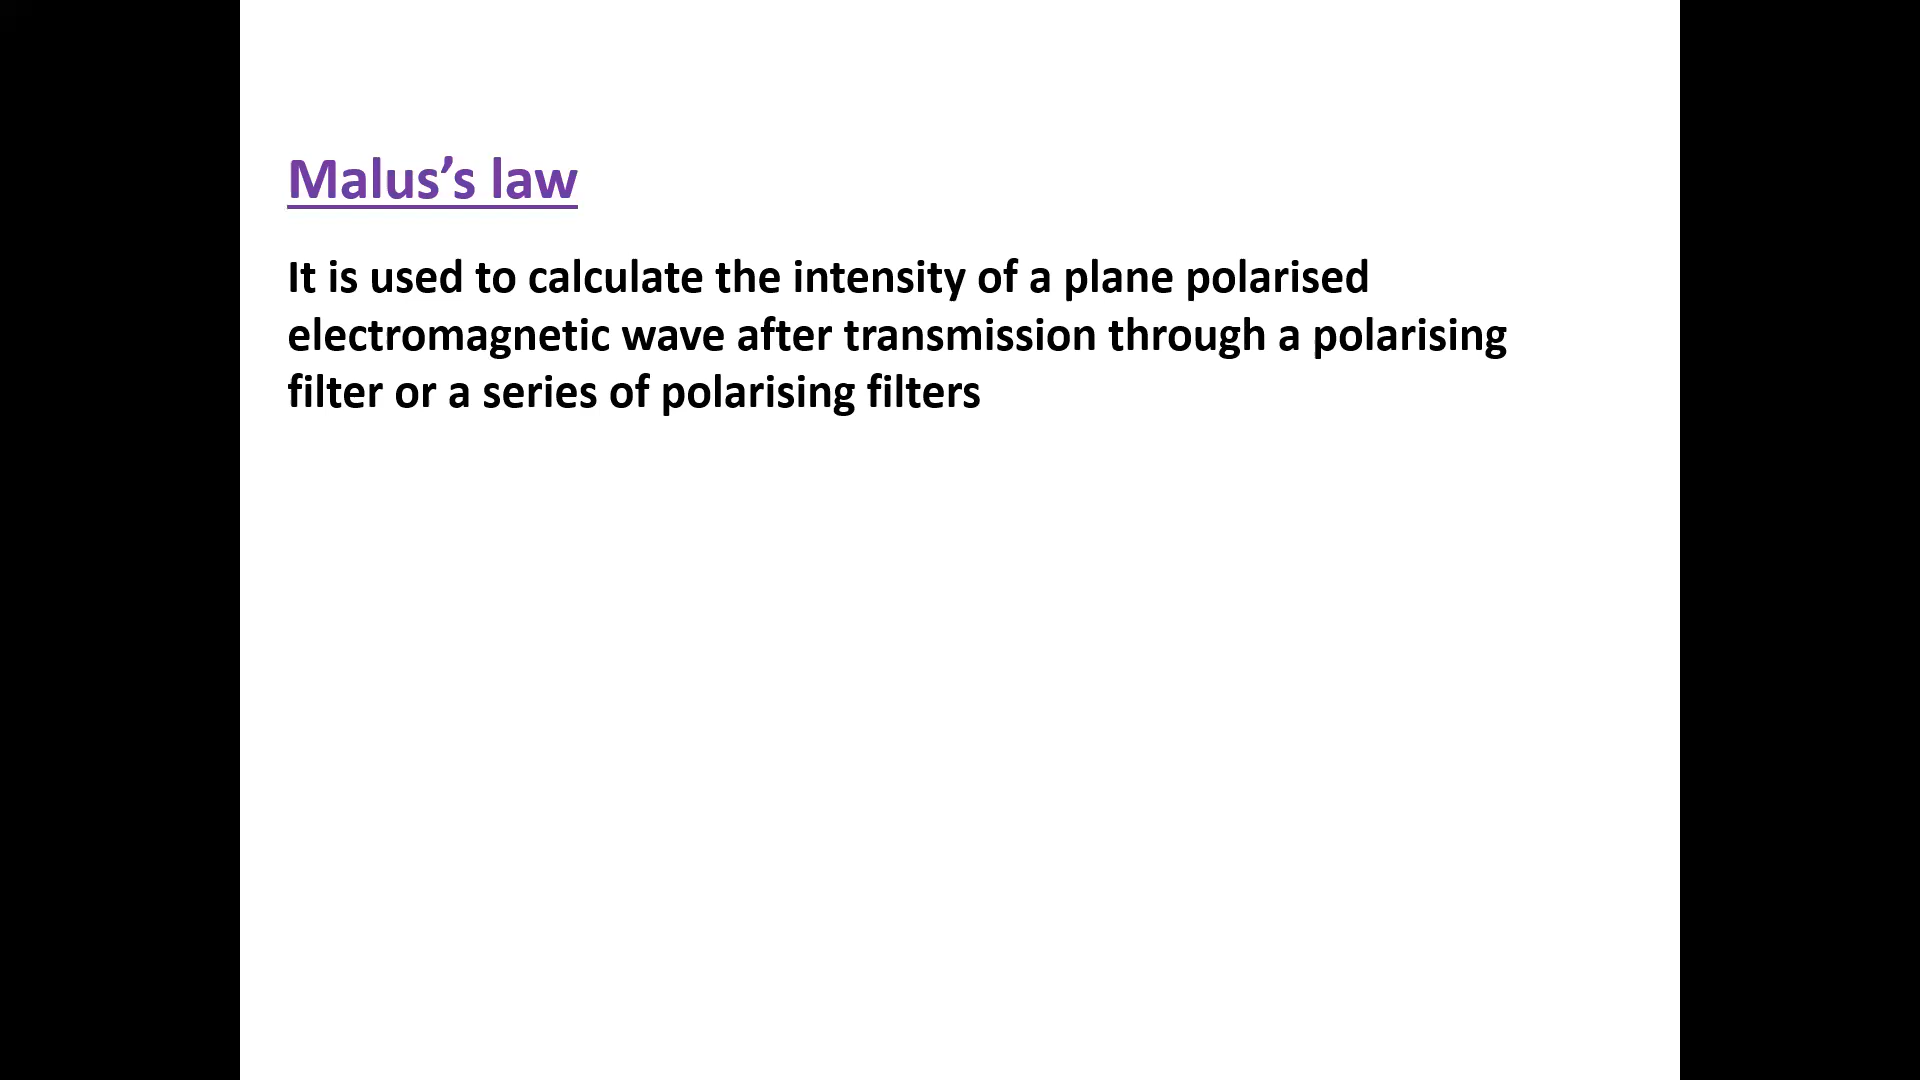 Malus’s law
It is used to calculate the intensity of a plane polarised
electromagnetic wave after transmission through a polarising
filter or a series of polarising filters